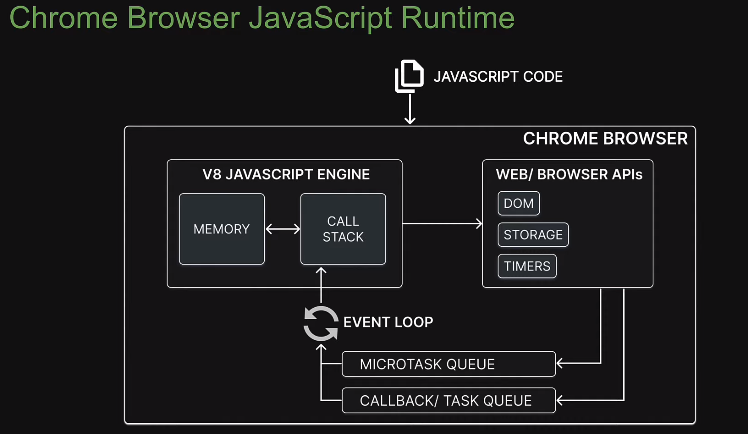 Chrome Browser JavaScript Runtime
JAVASCRIPT CODE
CHROME BROWSER
V8 JAVASCRIPT ENGINE
MEMORY
CALL
STACK
WEB/ BROWSER APIs
DOM
STORAGE
TIMERS
EVENT LOOP
MICROTASK QUEUE
CALLBACK/ TASK QUEUE